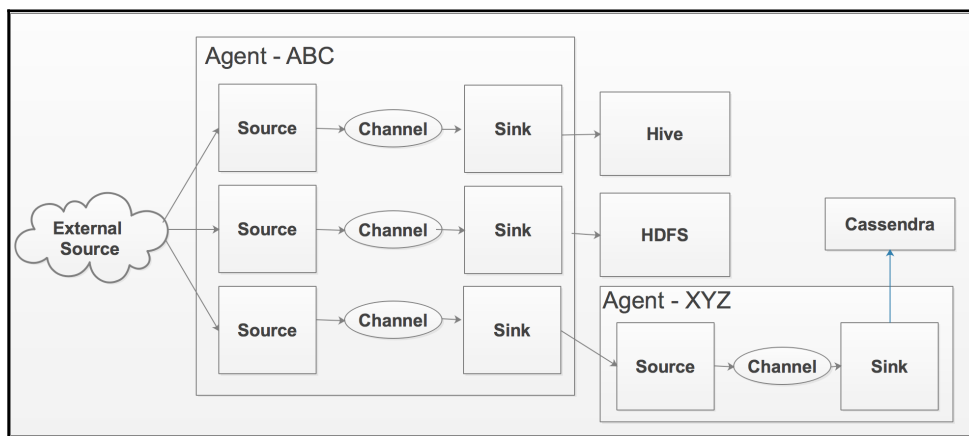 Agent - ABC
Source
Channel
Sink
Hive
External
Source
Source
Channel
Sink
HDFS
Cassendra
Source
Channel
Sink
Agent - XYZ
Source
Channel
Sink